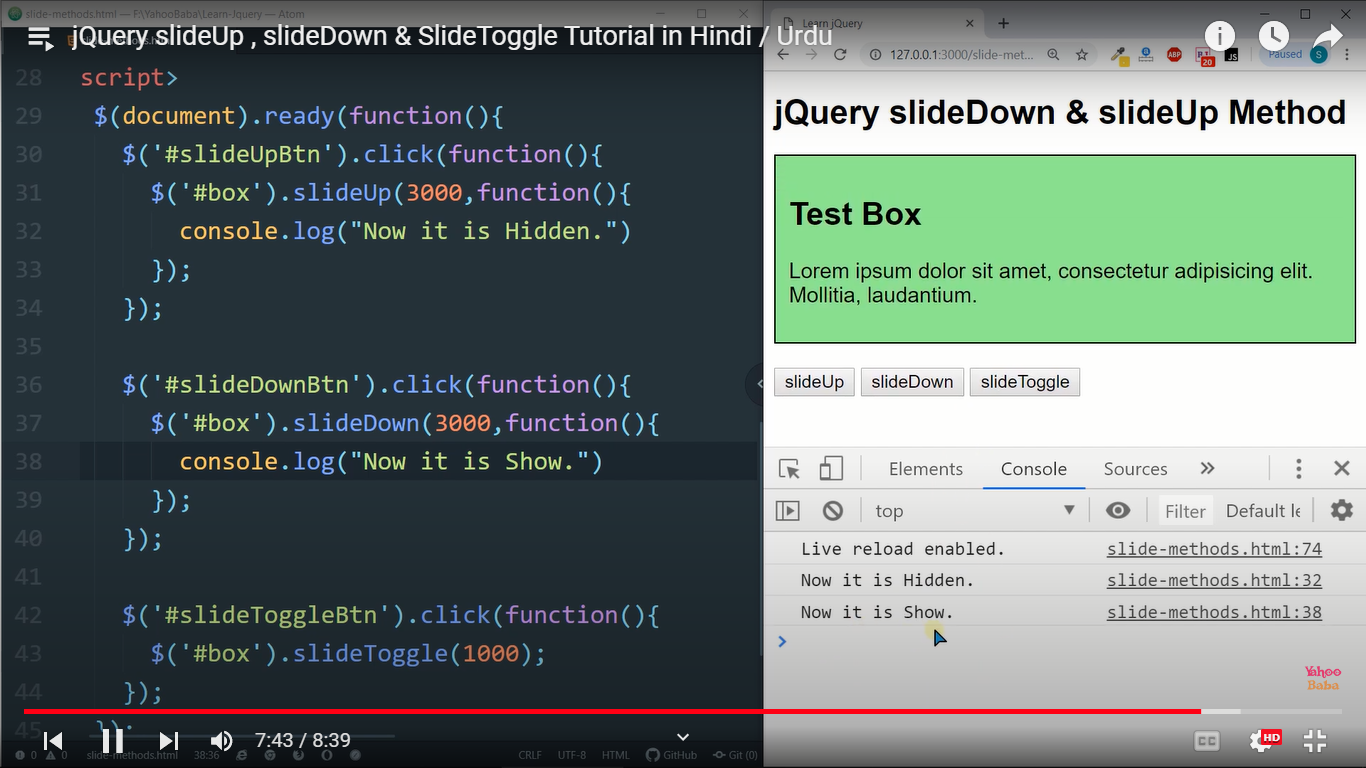 slide-methods.html — F:\YahooBaba\Learn-Jquery — Atom
jQuery slideUp , slideDown & SlideToggle Tutorial in Hindi / Urdu
28 script>
29 $(document).ready(function(){
30 $('#slideUpBtn').click(function(){
31 $('#box').slideUp(3000,function(){
32 console.log("Now it is Hidden.")
33 });
34 });
35
36 $('#slideDownBtn').click(function(){
37 $('#box').slideDown(3000,function(){
38 console.log("Now it is Show.")
39 });
40 });
41
42 $('#slideToggleBtn').click(function(){
43 $('#box').slideToggle(1000);
44 });
45 });
7:43 / 8:39
0 0 slide-methods.html 38:36 CRLF UTF-8 HTML GitHub Git (0)
Learn jQuery
127.0.0.1:3000/slide-met... ABP 20 JS Paused S
jQuery slideDown & slideUp Method
Test Box
Lorem ipsum dolor sit amet, consectetur adipisicing elit.
Mollitia, laudantium.
slideUp slideDown slideToggle
Elements Console Sources
top Filter Default le
Live reload enabled. slide-methods.html:74
Now it is Hidden. slide-methods.html:32
Now it is Show. slide-methods.html:38
Yahoo
Baba
CC HD